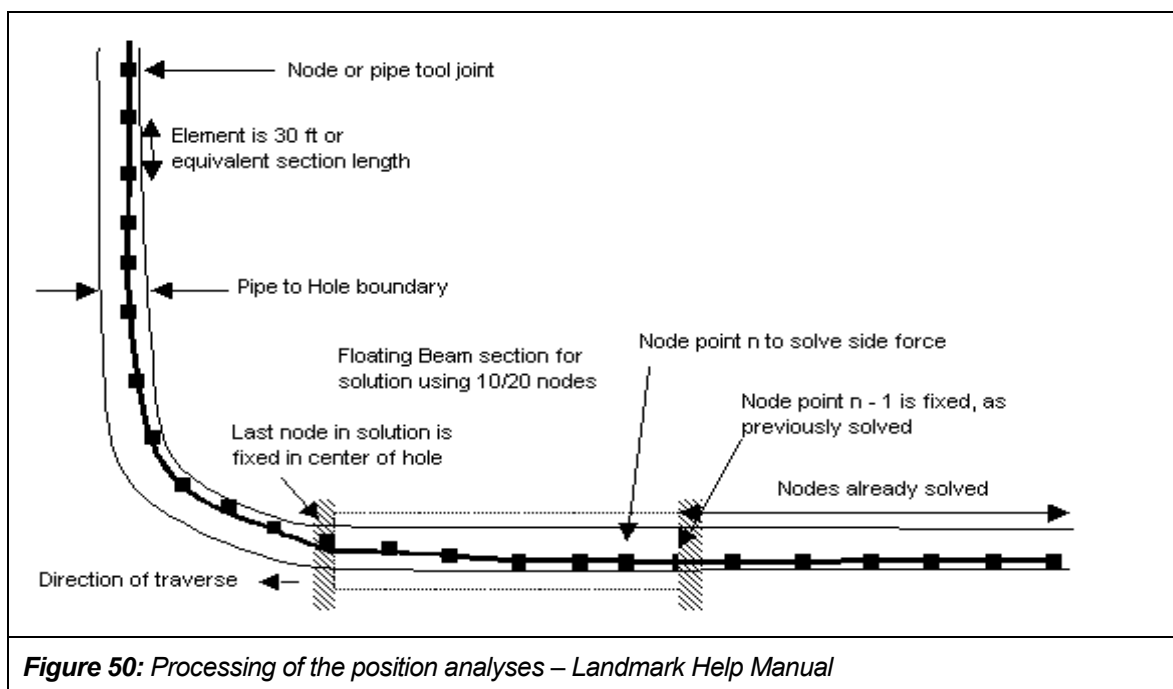 Node or pipe tool joint
Element is 30 ft or
equivalent section length
Pipe to Hole boundary
Floating Beam section for
solution using 10/20 nodes
Node point n to solve side force
Node point n - 1 is fixed, as
previously solved
Last node in solution is
fixed in center of hole
Nodes already solved
Direction of traverse
Figure 50: Processing of the position analyses – Landmark Help Manual